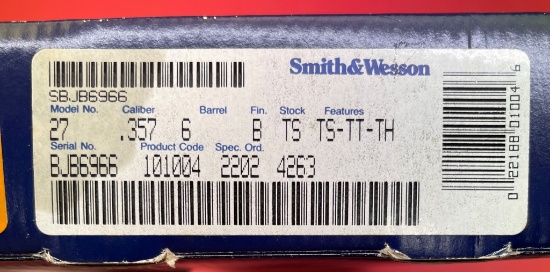 Smith&Wesson
SBJB6966
Model No. Caliber Barrel Fin. Stock Features
27 .357 6 B TS TS-TT-TH
Serial No. Product Code Spec. Ord.
BJB6966 101004 2202 4263
0 22188 01004 6